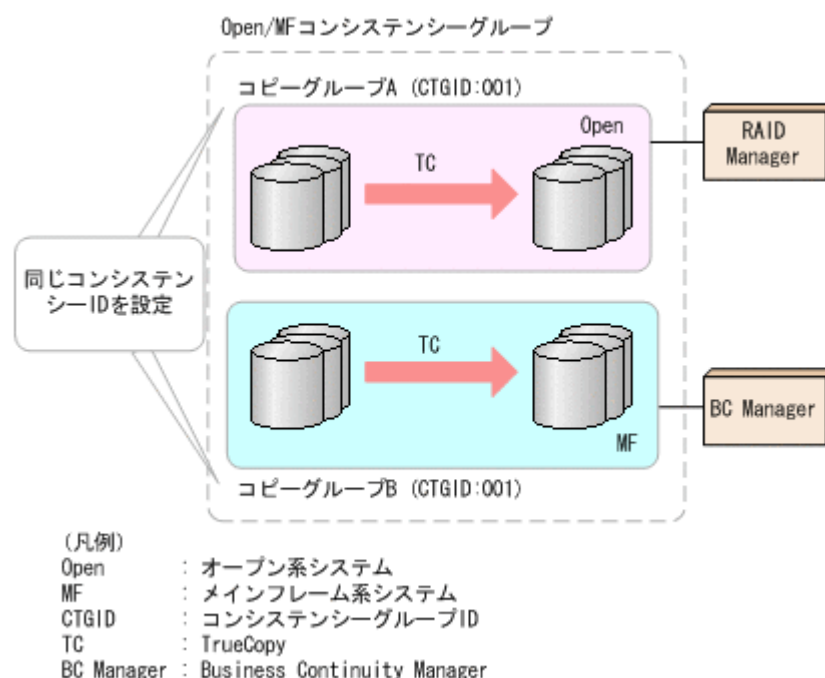 Open/MFコンシステンシーグループ
コピーグループA (CTGID:001)
Open
TC
RAID
Manager
同じコンシステン
シーIDを設定
TC
MF
BC Manager
コピーグループB (CTGID:001)
(凡例)
Open : オープン系システム
MF : メインフレーム系システム
CTGID : コンシステンシーグループID
TC : TrueCopy
BC Manager : Business Continuity Manager